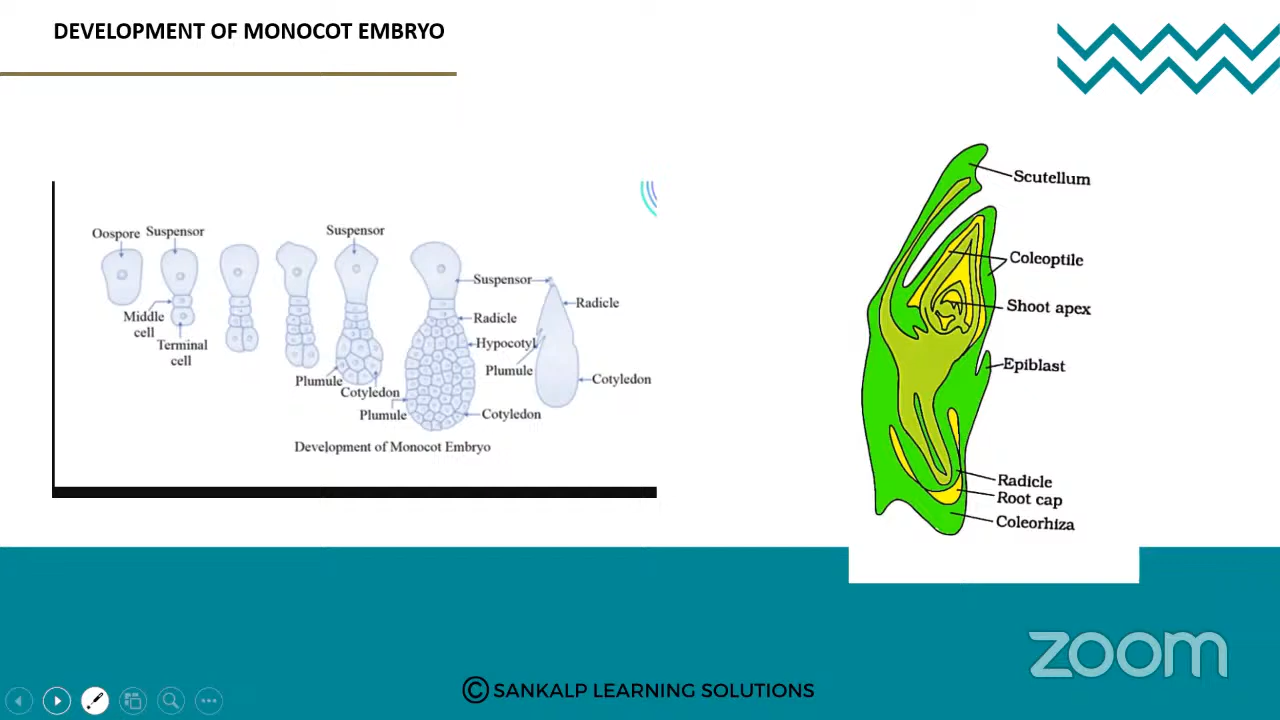 DEVELOPMENT OF MONOCOT EMBRYO
Oospore
Suspensor
Middle
cell
Terminal
cell
Suspensor
Plumule
Cotyledon
Plumule
Suspensor
Radicle
Hypocotyl
Plumule
Cotyledon
Radicle
Cotyledon
Development of Monocot Embryo
Scutellum
Coleoptile
Shoot apex
Epiblast
Radicle
Root cap
Coleorhiza
zoom
© SANKALP LEARNING SOLUTIONS